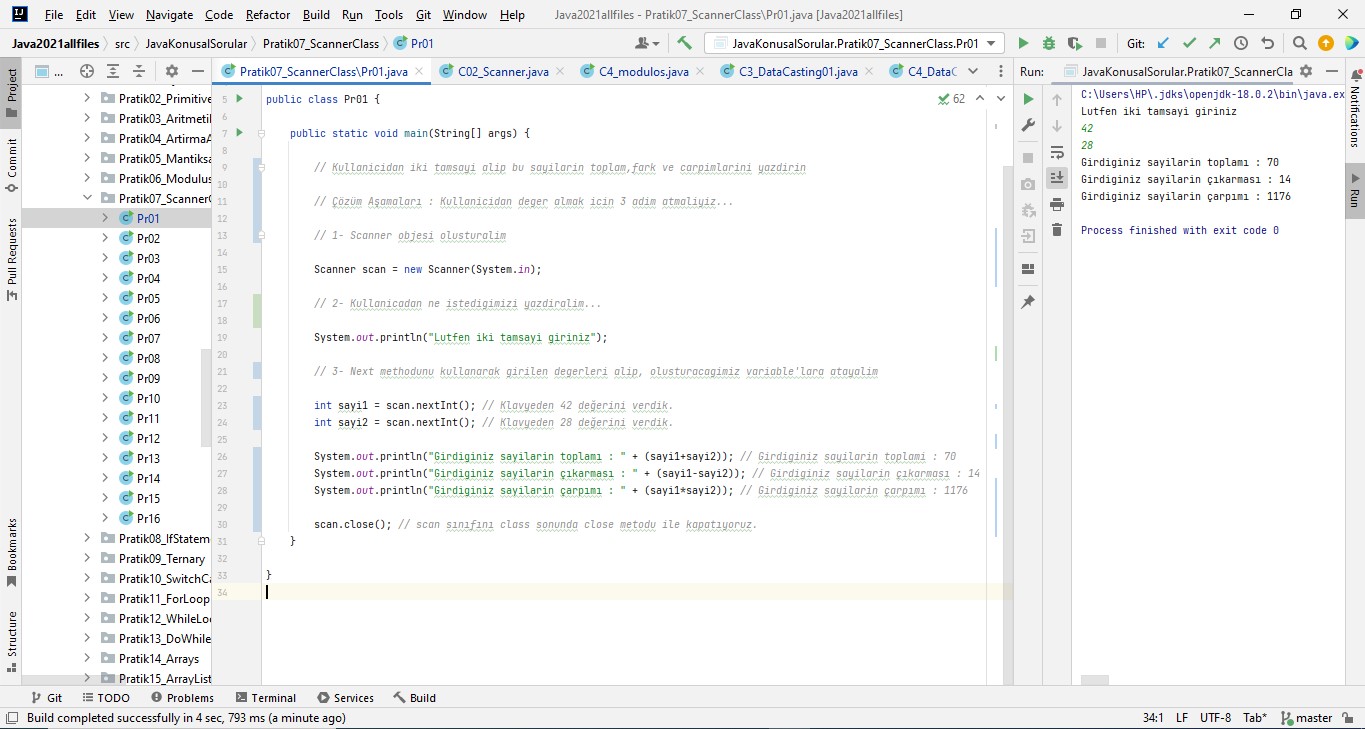 File Edit View Navigate Code Refactor Build Run Tools Git Window Help Java2021allfiles - Pratik07_ScannerClass\Pr01.java [Java2021allfiles]
Java2021allfiles src JavaKonusalSorular Pratik07_ScannerClass Pr01 JavaKonusalSorular.Pratik07_ScannerClass.Pr01 Git:
Project
Commit
Pull Requests
Bookmarks
Structure
...
Pratik02_Primitive
Pratik03_Aritmetil
Pratik04_ArtirmaA
Pratik05_Mantiksa
Pratik06_Modulus
Pratik07_Scanner
Pr01
Pr02
Pr03
Pr04
Pr05
Pr06
Pr07
Pr08
Pr09
Pr10
Pr11
Pr12
Pr13
Pr14
Pr15
Pr16
Pratik08_IfStatem
Pratik09_Ternary
Pratik10_SwitchCa
Pratik11_ForLoop
Pratik12_WhileLo
Pratik13_DoWhile
Pratik14_Arrays
Pratik15_ArrayList
Pratik07_ScannerClass\Pr01.java C02_Scanner.java C4_modulos.java C3_DataCasting01.java C4_DataC
62
5 public class Pr01 {
6
7 public static void main(String[] args) {
8
9 // Kullanicidan iki tamsayi alip bu sayilarin toplam,fark ve carpimlarini yazdirin
10
11 // Çözüm Aşamaları : Kullanicidan deger almak icin 3 adim atmaliyiz...
12
13 // 1- Scanner objesi olusturalim
14
15 Scanner scan = new Scanner(System.in);
16
17 // 2- Kullanicadan ne istedigimizi yazdiralim...
18
19 System.out.println("Lutfen iki tamsayi giriniz");
20
21 // 3- Next methodunu kullanarak girilen degerleri alip, olusturacagimiz variable'lara atayalim
22
23 int sayi1 = scan.nextInt(); // Klavyeden 42 değerini verdik.
24 int sayi2 = scan.nextInt(); // Klavyeden 28 değerini verdik.
25
26 System.out.println("Girdiginiz sayilarin toplamı : " + (sayi1+sayi2)); // Girdiginiz sayilarin toplami : 70
27 System.out.println("Girdiginiz sayilarin çıkarması : " + (sayi1-sayi2)); // Girdiginiz sayilarin çıkarması : 14
28 System.out.println("Girdiginiz sayilarin çarpımı : " + (sayi1*sayi2)); // Girdiginiz sayilarin çarpımı : 1176
29
30 scan.close(); // scan sınıfını class sonunda close metodu ile kapatıyoruz.
31 }
32
33 }
34
Run: JavaKonusalSorular.Pratik07_ScannerCla
C:\Users\HP\.jdks\openjdk-18.0.2\bin\java.ex
Lutfen iki tamsayi giriniz
42
28
Girdiginiz sayilarin toplamı : 70
Girdiginiz sayilarin çıkarması : 14
Girdiginiz sayilarin çarpımı : 1176
Process finished with exit code 0
Notifications
Run
Git TODO Problems Terminal Services Build
Build completed successfully in 4 sec, 793 ms (a minute ago) 34:1 LF UTF-8 Tab* master